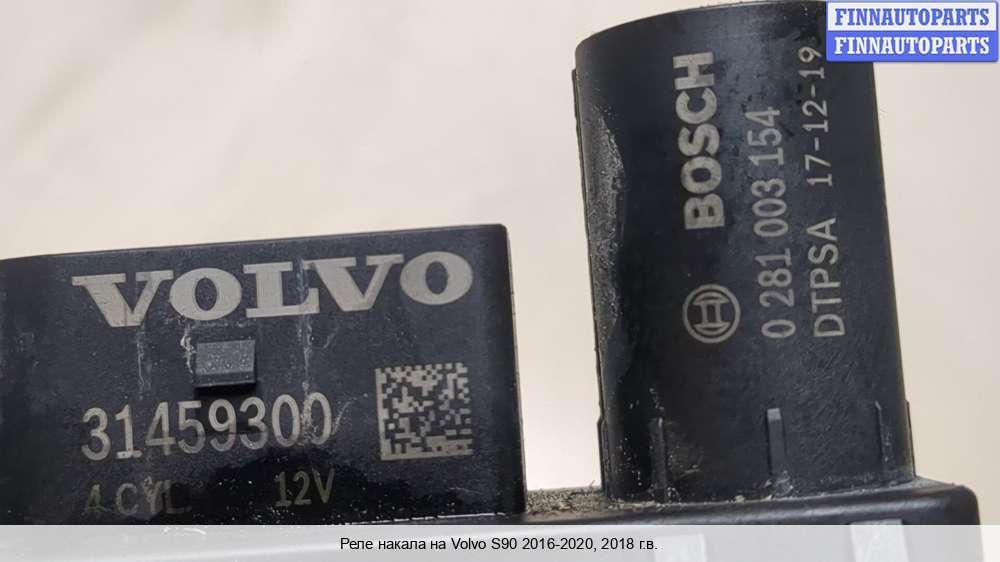 FINNAUTOPARTS
FINNAUTOPARTS
BOSCH
0 281 003 154
DTPSA 17-12-19
VOLVO
31459300
4 CYL. 12V
Реле накала на Volvo S90 2016-2020, 2018 г.в.